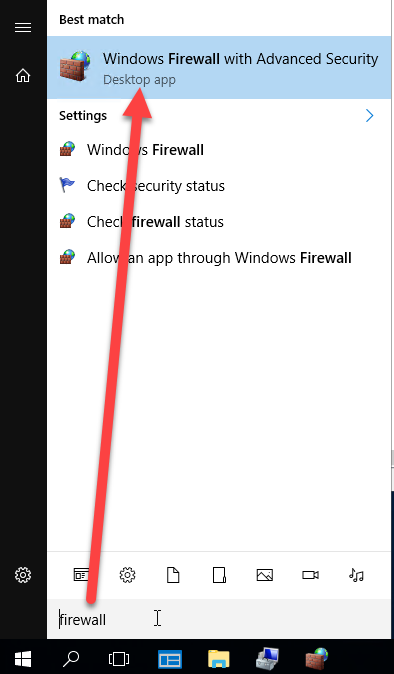 Best match
Windows Firewall with Advanced Security
Desktop app
Settings
Windows Firewall
Check security status
Check firewall status
Allow an app through Windows Firewall
firewall